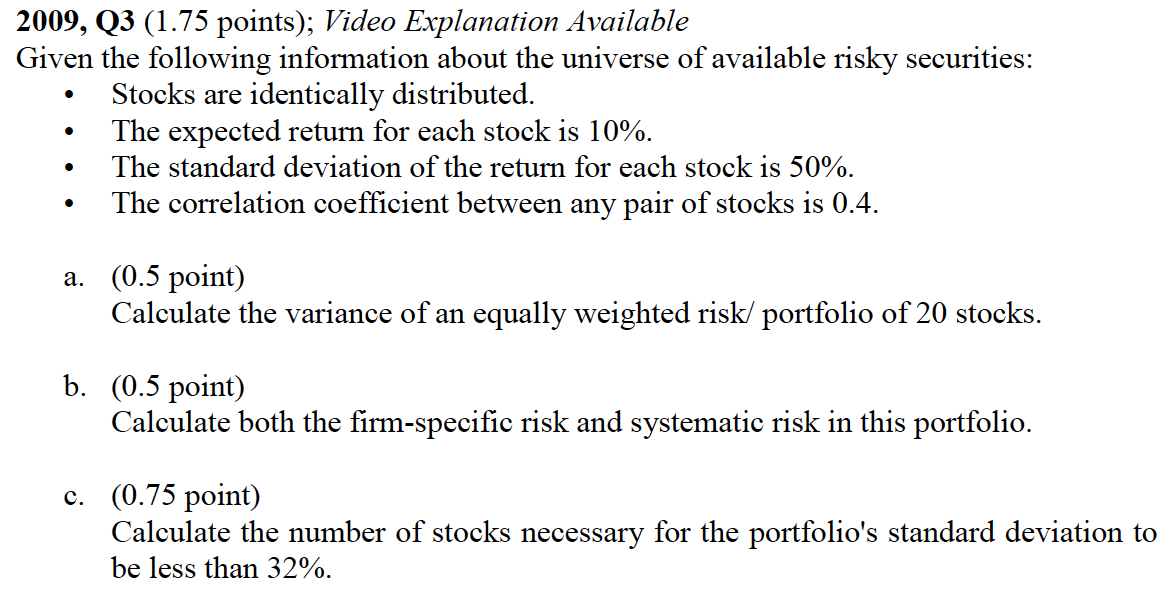 2009, Q3 (1.75 points); Video Explanation Available
Given the following information about the universe of available risky securities:
• Stocks are identically distributed.
• The expected return for each stock is 10%.
• The standard deviation of the return for each stock is 50%.
• The correlation coefficient between any pair of stocks is 0.4.
a. (0.5 point)
Calculate the variance of an equally weighted risk/ portfolio of 20 stocks.
b. (0.5 point)
Calculate both the firm-specific risk and systematic risk in this portfolio.
c. (0.75 point)
Calculate the number of stocks necessary for the portfolio's standard deviation to
be less than 32%.